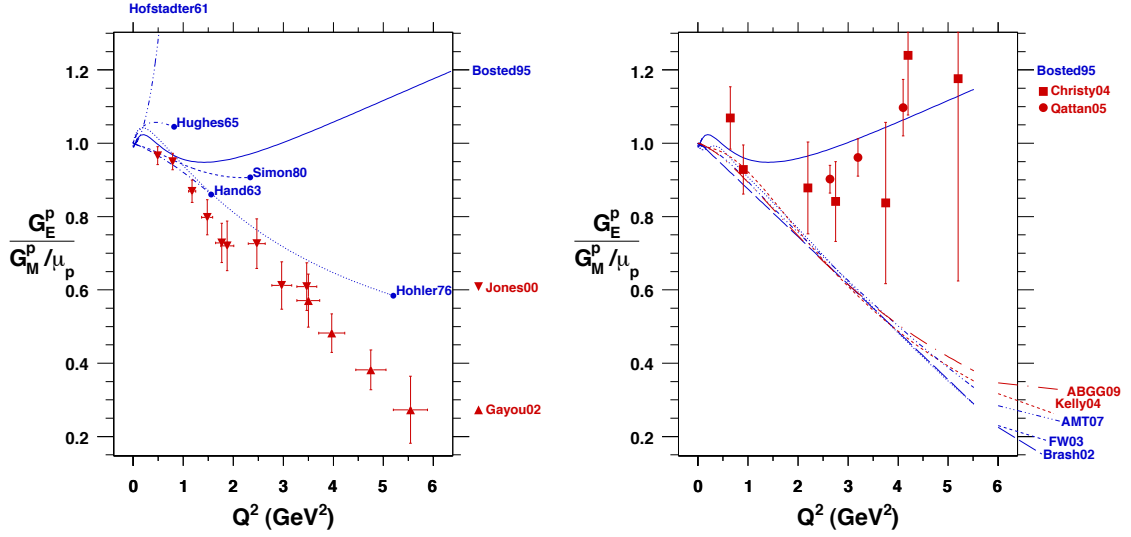 Hofstadter61
1.2
1.0
0.8
0.6
0.4
0.2
G_E^p
G_M^p /μ_p
0 1 2 3 4 5 6
Q² (GeV²)
Bosted95
Hughes65
Simon80
Hand63
Hohler76
Jones00
Gayou02
1.2
1.0
0.8
0.6
0.4
0.2
G_E^p
G_M^p /μ_p
0 1 2 3 4 5 6
Q² (GeV²)
Bosted95
Christy04
Qattan05
ABGG09
Kelly04
AMT07
FW03
Brash02